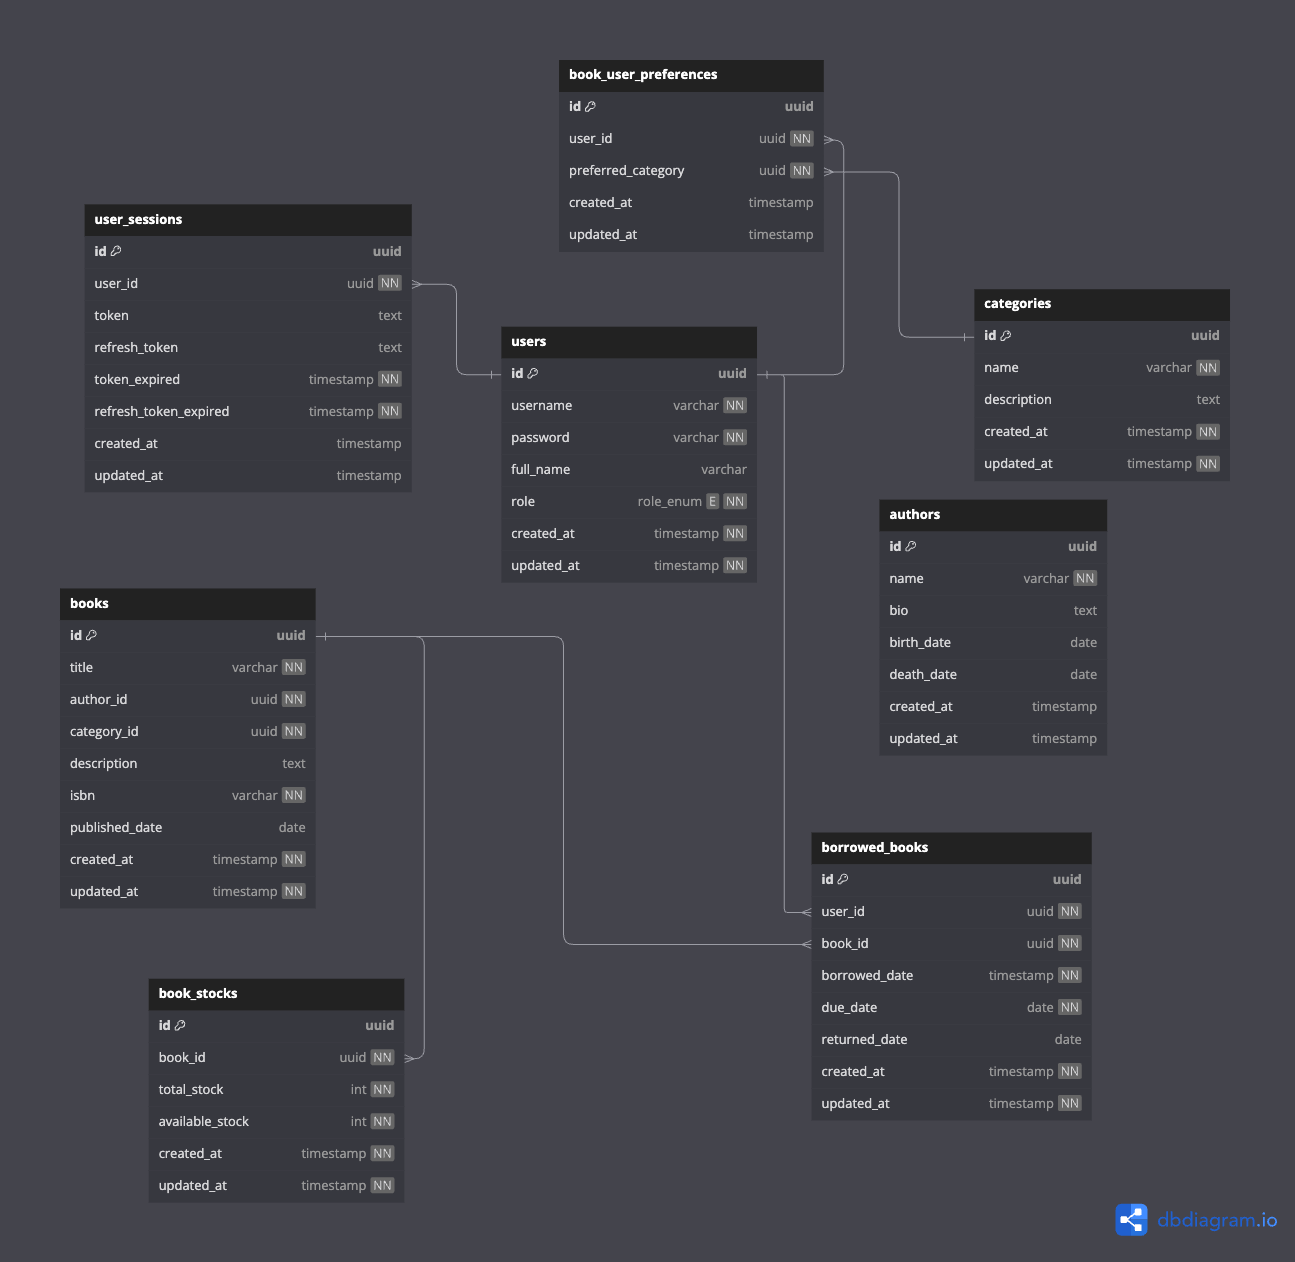 book_user_preferences
id uuid
user_id uuid NN
preferred_category uuid NN
created_at timestamp
updated_at timestamp
user_sessions
id uuid
user_id uuid NN
token text
refresh_token text
token_expired timestamp NN
refresh_token_expired timestamp NN
created_at timestamp
updated_at timestamp
users
id uuid
username varchar NN
password varchar NN
full_name varchar
role role_enum E NN
created_at timestamp NN
updated_at timestamp NN
categories
id uuid
name varchar NN
description text
created_at timestamp NN
updated_at timestamp NN
authors
id uuid
name varchar NN
bio text
birth_date date
death_date date
created_at timestamp
updated_at timestamp
books
id uuid
title varchar NN
author_id uuid NN
category_id uuid NN
description text
isbn varchar NN
published_date date
created_at timestamp NN
updated_at timestamp NN
borrowed_books
id uuid
user_id uuid NN
book_id uuid NN
borrowed_date timestamp NN
due_date date NN
returned_date date
created_at timestamp NN
updated_at timestamp NN
book_stocks
id uuid
book_id uuid NN
total_stock int NN
available_stock int NN
created_at timestamp NN
updated_at timestamp NN
dbdiagram.io